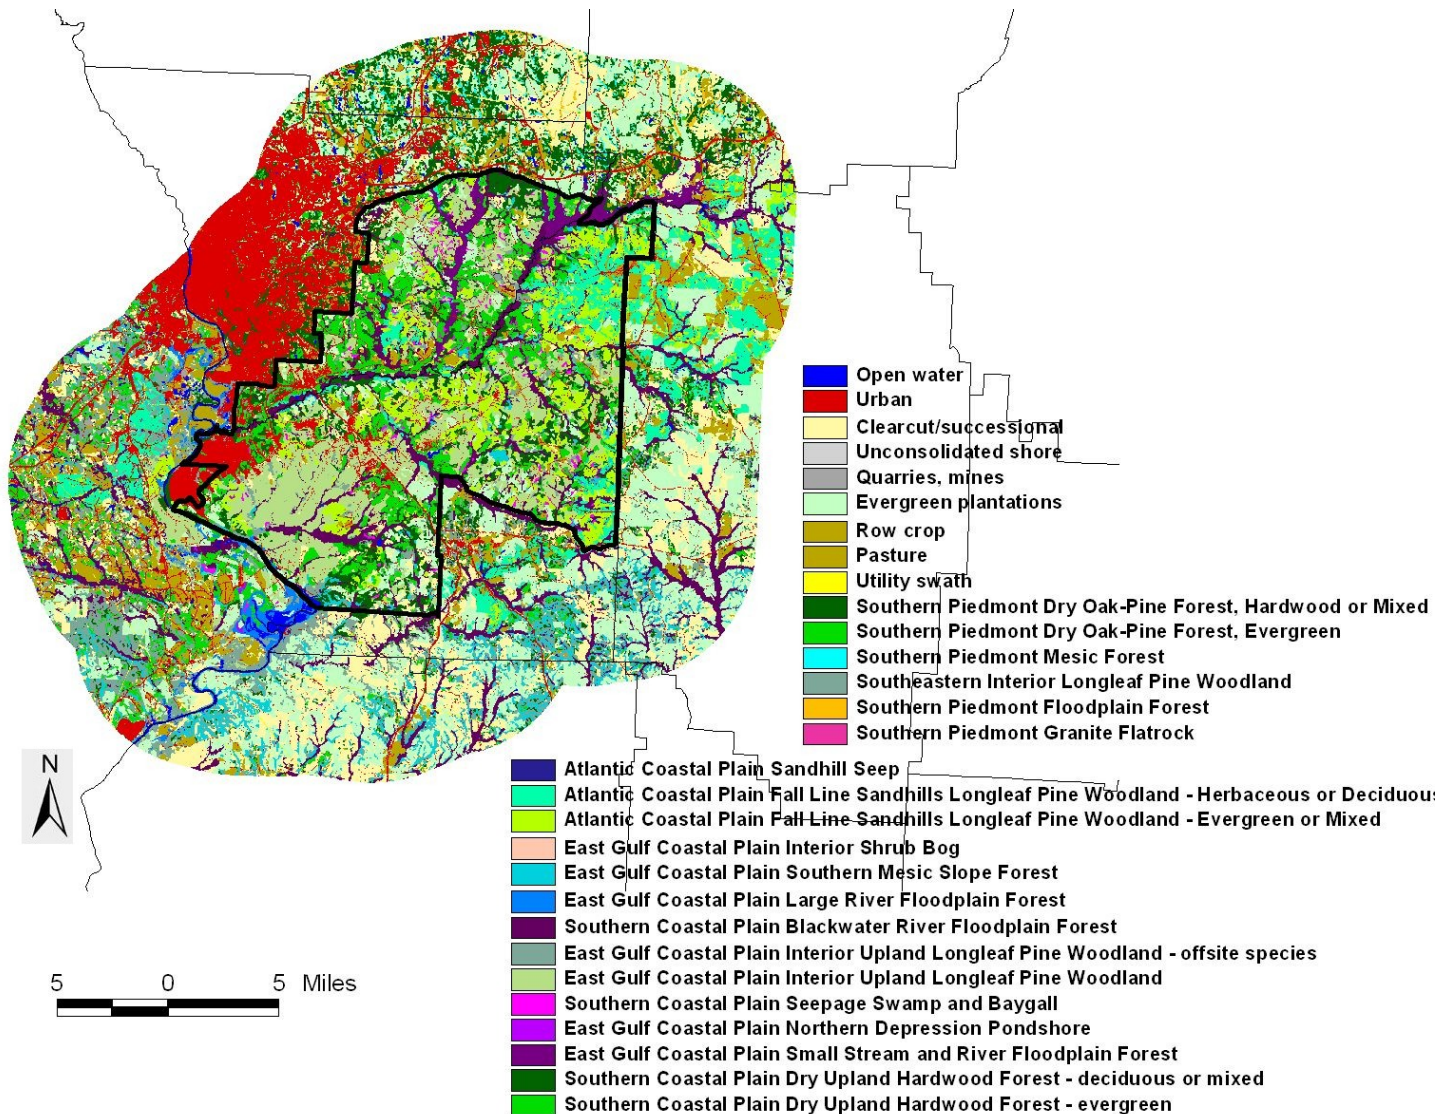 Open water
Urban
Clearcut/successional
Unconsolidated shore
Quarries, mines
Evergreen plantations
Row crop
Pasture
Utility swath
Southern Piedmont Dry Oak-Pine Forest, Hardwood or Mixed
Southern Piedmont Dry Oak-Pine Forest, Evergreen
Southern Piedmont Mesic Forest
Southeastern Interior Longleaf Pine Woodland
Southern Piedmont Floodplain Forest
Southern Piedmont Granite Flatrock
N
Atlantic Coastal Plain Sandhill Seep
Atlantic Coastal Plain Fall Line Sandhills Longleaf Pine Woodland - Herbaceous or Deciduous
Atlantic Coastal Plain Fall Line Sandhills Longleaf Pine Woodland - Evergreen or Mixed
East Gulf Coastal Plain Interior Shrub Bog
East Gulf Coastal Plain Southern Mesic Slope Forest
East Gulf Coastal Plain Large River Floodplain Forest
Southern Coastal Plain Blackwater River Floodplain Forest
East Gulf Coastal Plain Interior Upland Longleaf Pine Woodland - offsite species
East Gulf Coastal Plain Interior Upland Longleaf Pine Woodland
Southern Coastal Plain Seepage Swamp and Baygall
East Gulf Coastal Plain Northern Depression Pondshore
East Gulf Coastal Plain Small Stream and River Floodplain Forest
Southern Coastal Plain Dry Upland Hardwood Forest - deciduous or mixed
Southern Coastal Plain Dry Upland Hardwood Forest - evergreen
5 0 5 Miles